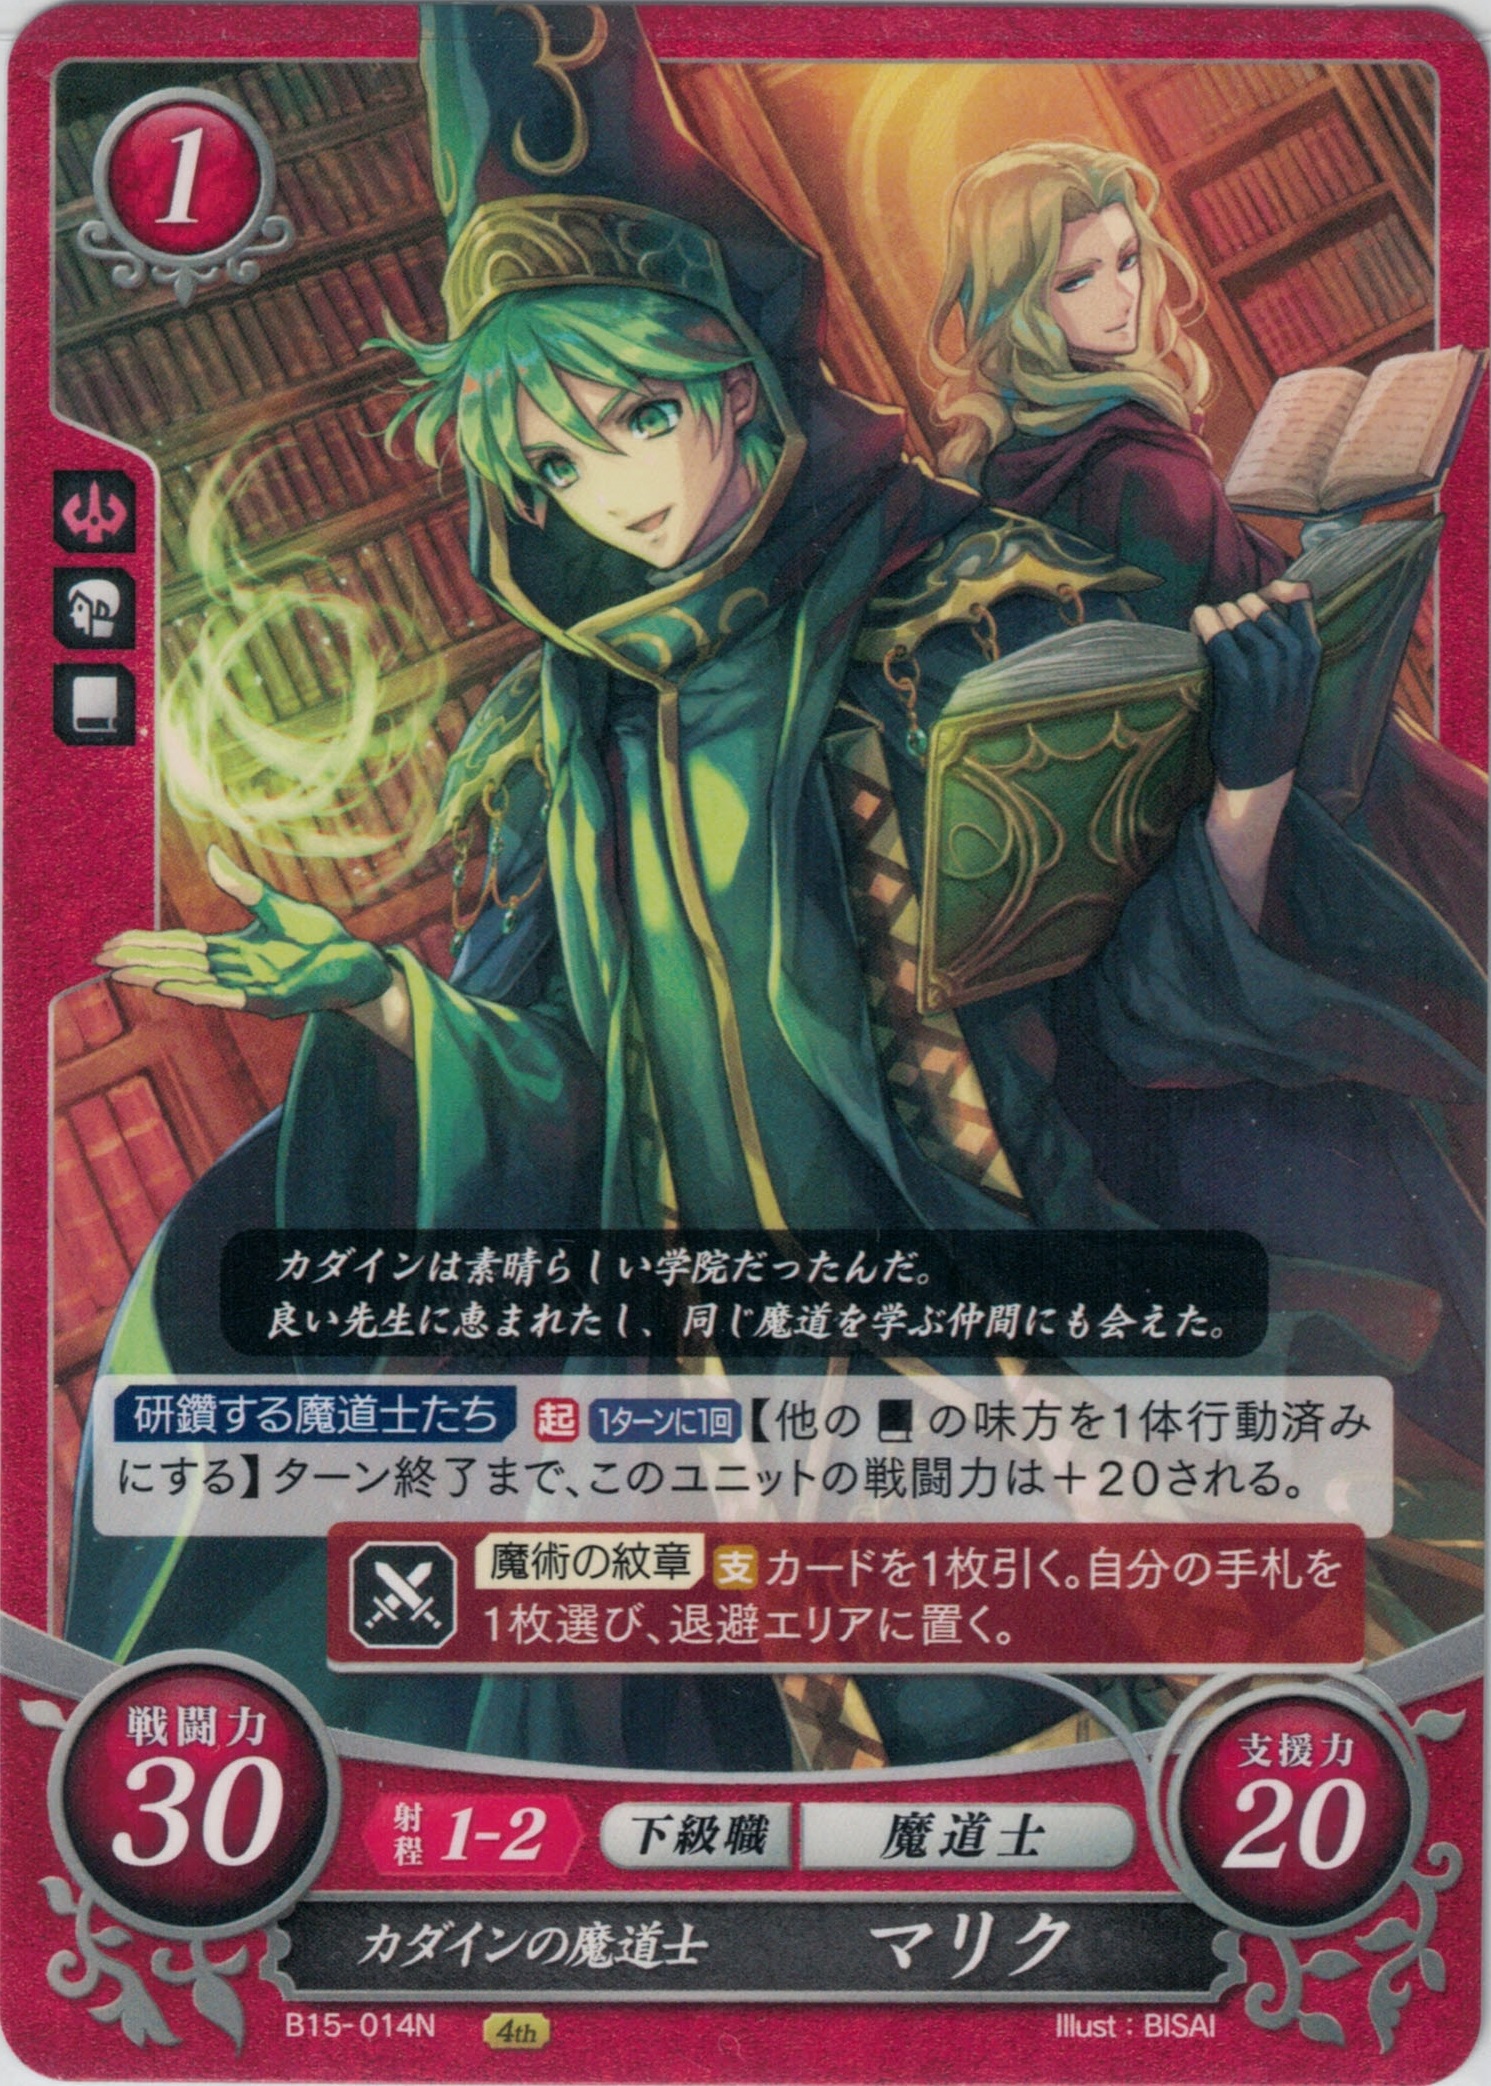 1
カダインは素晴らしい学院だったんだ。
良い先生に恵まれたし、同じ魔道を学ぶ仲間にも会えた。
研鑽する魔道士たち 起 1ターンに1回【他の の味方を1体行動済み
にする】ターン終了まで、このユニットの戦闘力は+20される。
魔術の紋章 支 カードを1枚引く。自分の手札を
1枚選び、退避エリアに置く。
戦闘力
30
射程 1-2
下級職
魔道士
支援力
20
カダインの魔道士 マリク
B15-014N 4th Illust:BISAI